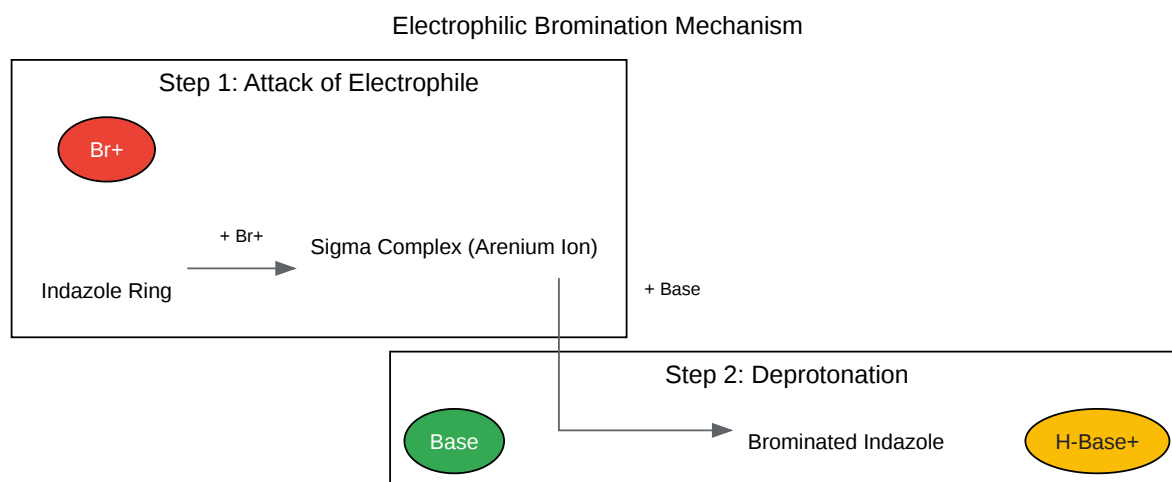 Electrophilic Bromination Mechanism
Step 1: Attack of Electrophile
Br+
+ Br+
Sigma Complex (Arenium Ion)
Indazole Ring
+ Base
Step 2: Deprotonation
Base
Brominated Indazole
H-Base+